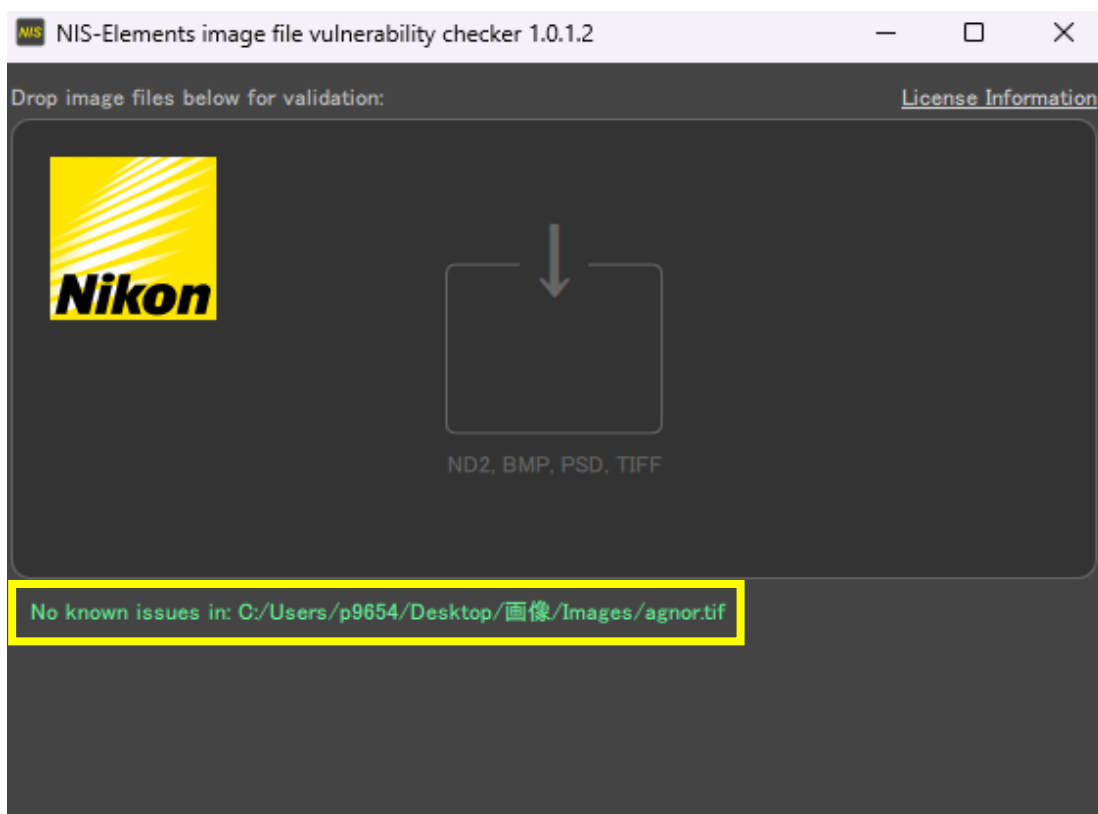 NIS NIS-Elements image file vulnerability checker 1.0.1.2
Drop image files below for validation: License Information
Nikon
ND2, BMP, PSD, TIFF
No known issues in: C:/Users/p9654/Desktop/画像/Images/agnor.tif